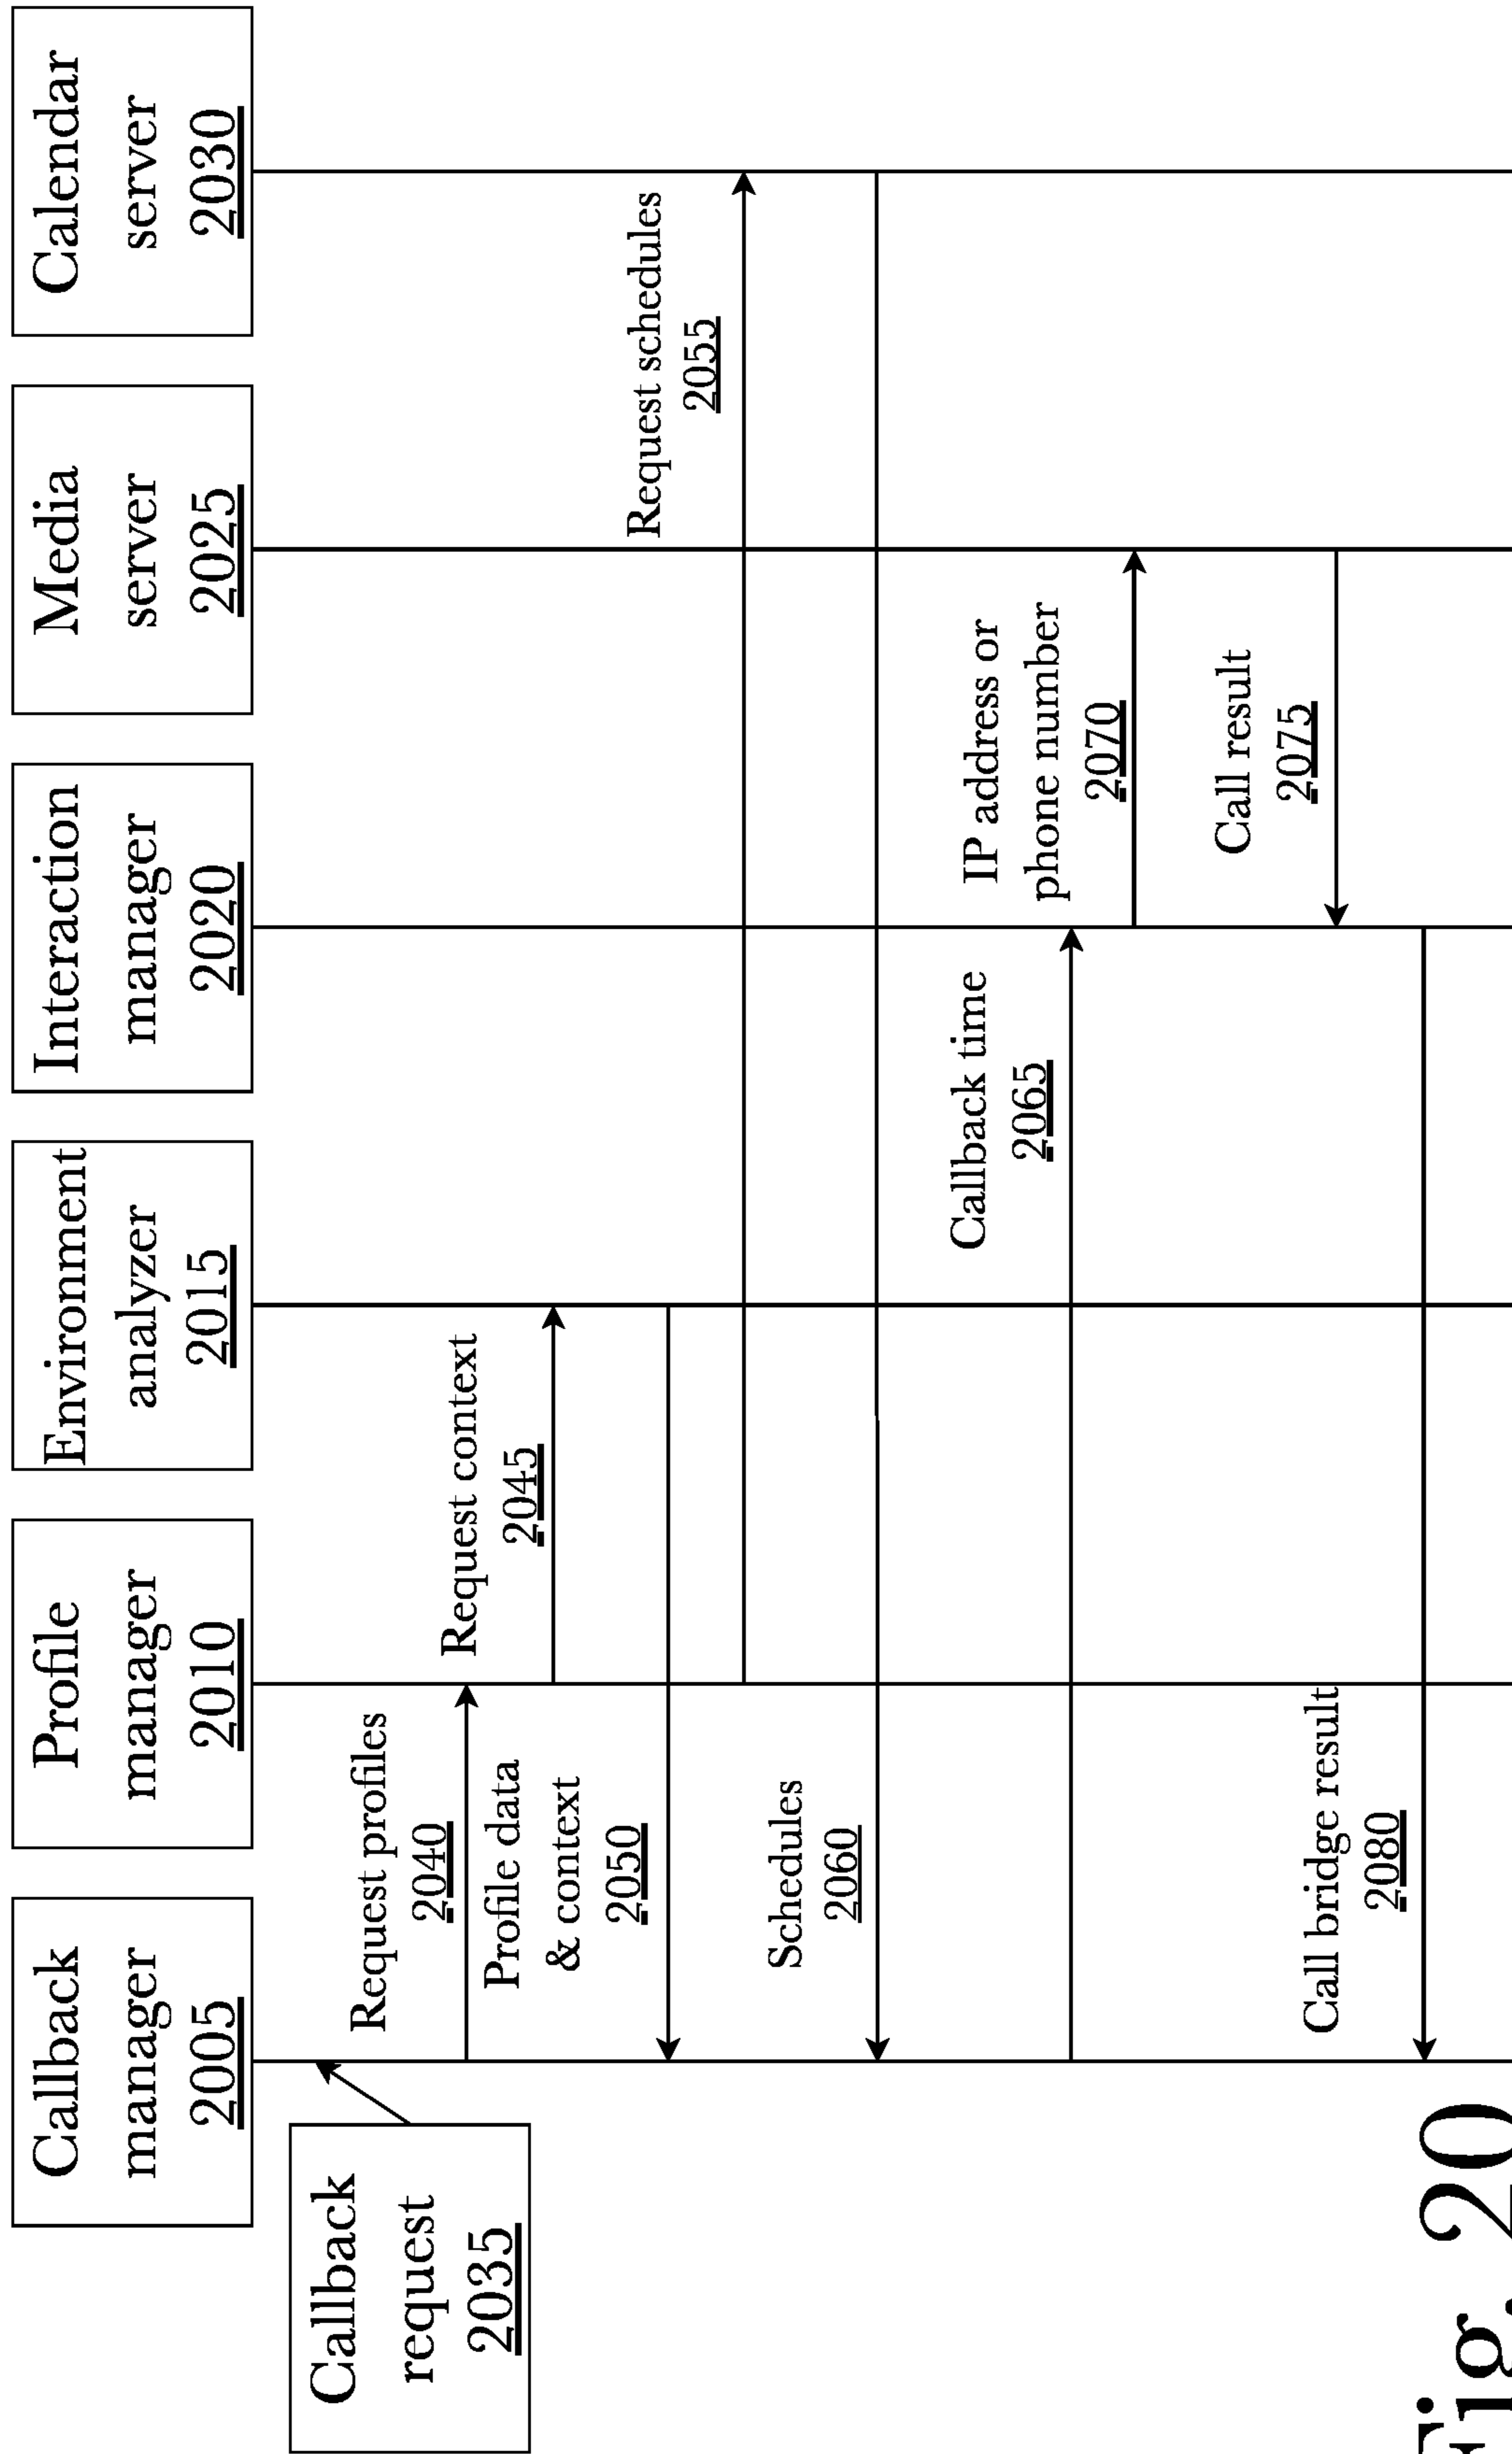 Callback
manager
2005
Profile
manager
2010
Environment
analyzer
2015
Interaction
manager
2020
Media
server
2025
Calendar
server
2030
Callback
request
2035
Request profiles
2040
Request context
2045
Profile data
& context
2050
Request schedules
2055
Schedules
2060
Callback time
2065
IP address or
phone number
2070
Call result
2075
Call bridge result
2080
Fig. 20